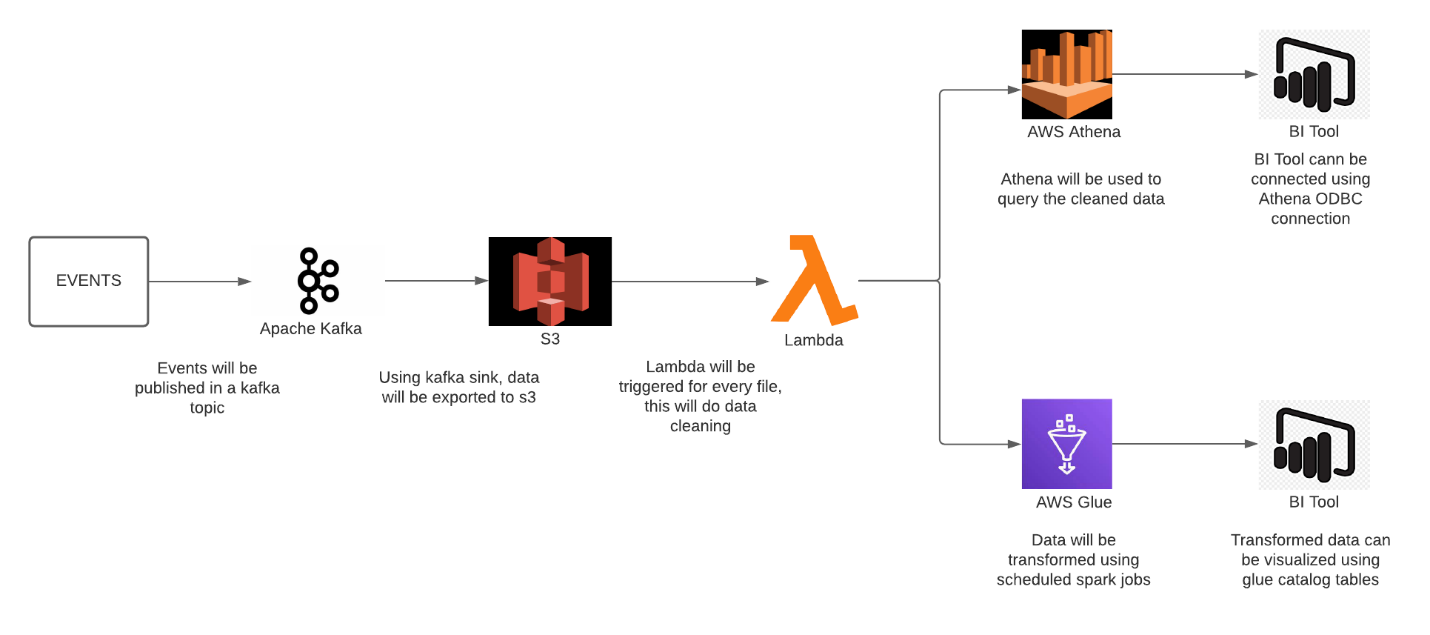 EVENTS
Apache Kafka
Events will be
published in a kafka
topic
S3
Using kafka sink, data
will be exported to s3
Lambda
Lambda will be
triggered for every file,
this will do data
cleaning
AWS Athena
Athena will be used to
query the cleaned data
BI Tool
BI Tool cann be
connected using
Athena ODBC
connection
AWS Glue
Data will be
transformed using
scheduled spark jobs
BI Tool
Transformed data can
be visualized using
glue catalog tables